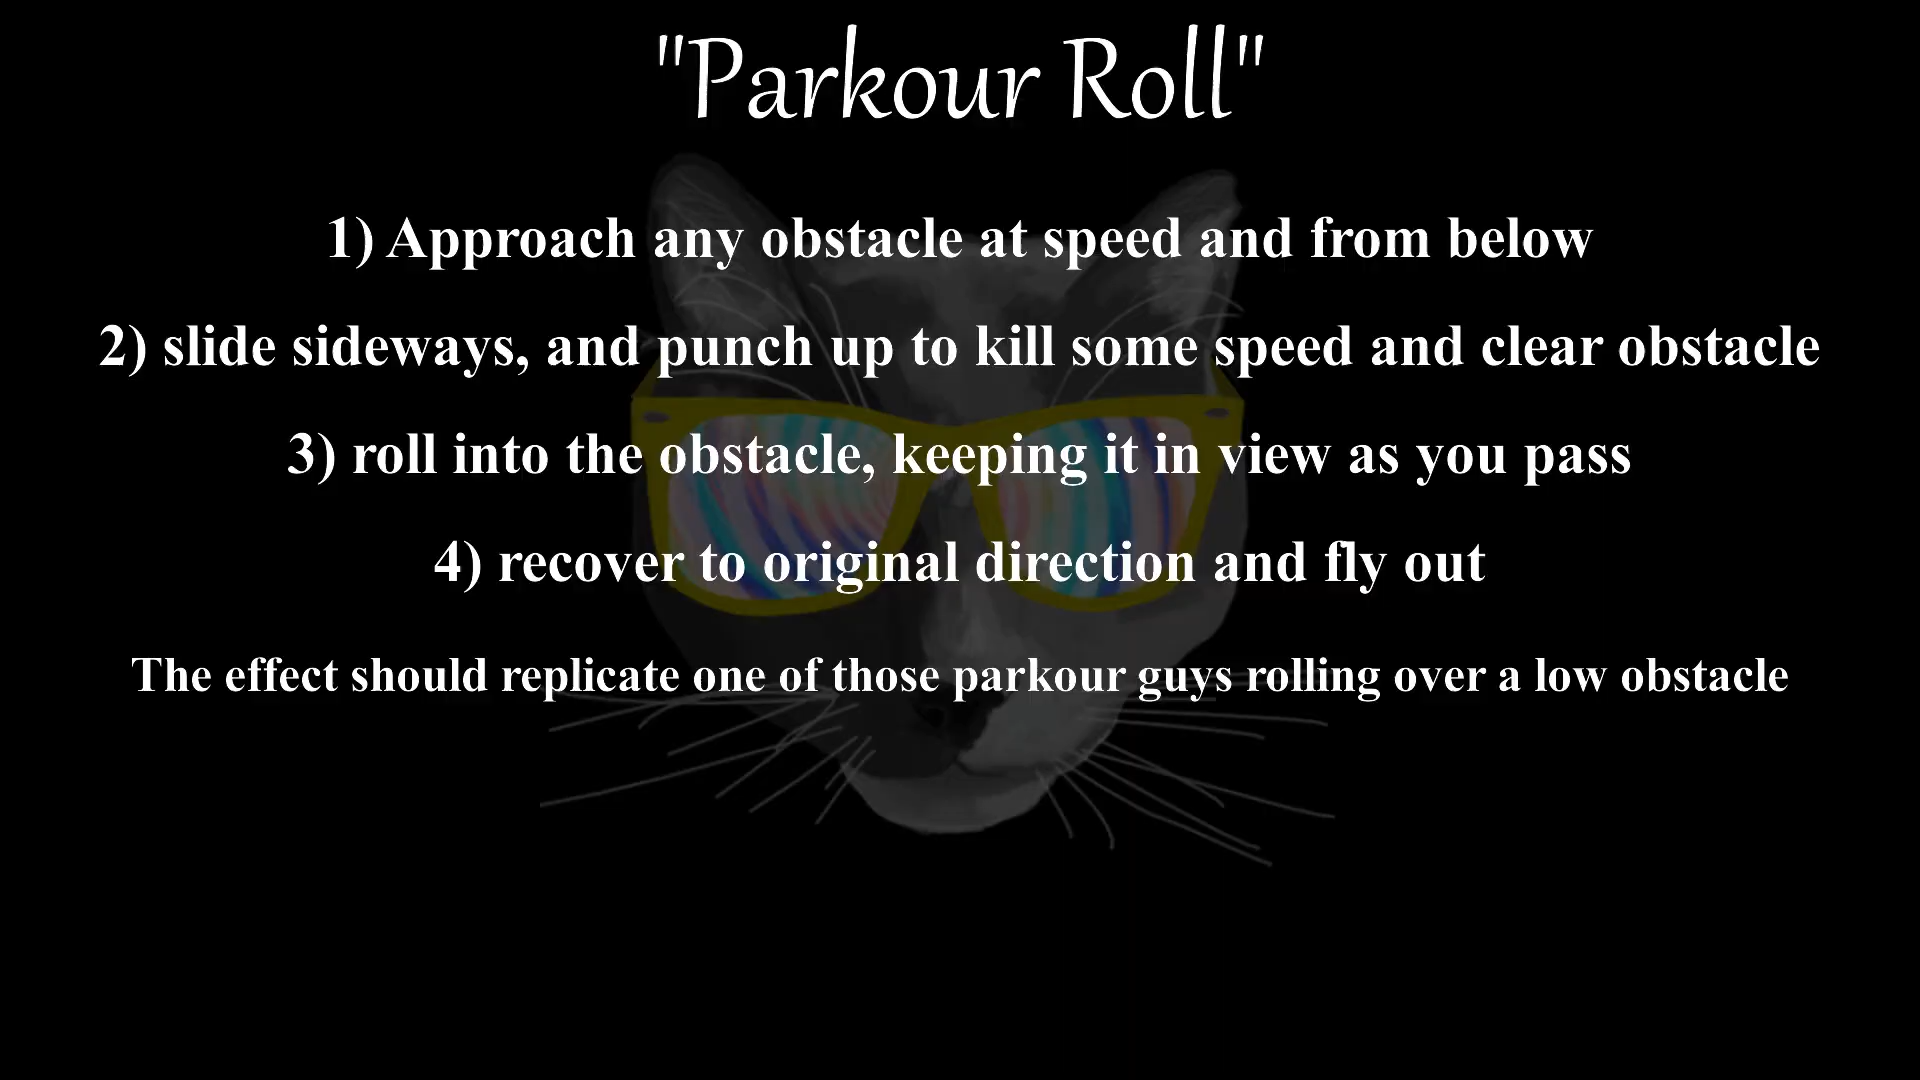 "Parkour Roll"
1) Approach any obstacle at speed and from below
2) slide sideways, and punch up to kill some speed and clear obstacle
3) roll into the obstacle, keeping it in view as you pass
4) recover to original direction and fly out
The effect should replicate one of those parkour guys rolling over a low obstacle